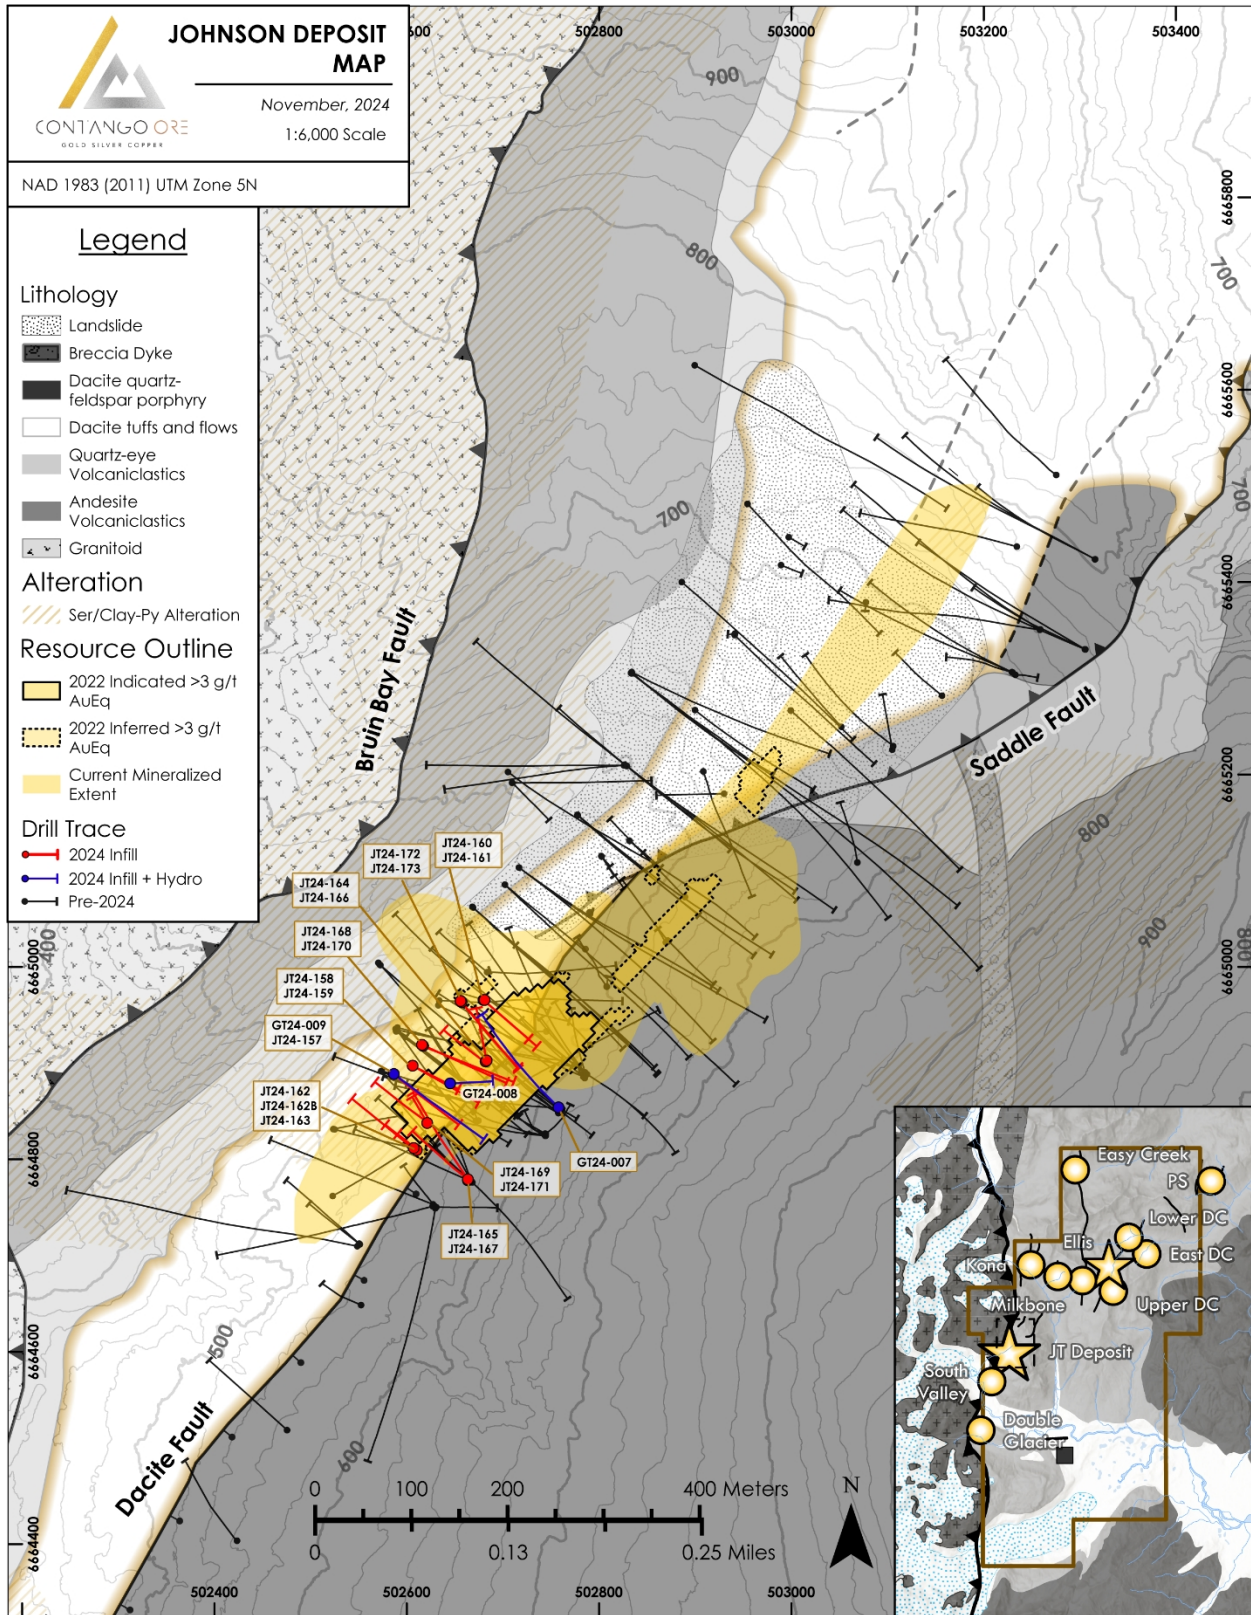 JOHNSON DEPOSIT
MAP
November, 2024
1:6,000 Scale
CONTANGO ORE
GOLD SILVER COPPER
NAD 1983 (2011) UTM Zone 5N
600
502800
503000
503200
503400
Legend
Lithology
Landslide
Breccia Dyke
Dacite quartz-
feldspar porphyry
Dacite tuffs and flows
Quartz-eye
Volcaniclastics
Andesite
Volcaniclastics
Granitoid
Alteration
Ser/Clay-Py Alteration
Resource Outline
2022 Indicated >3 g/t
AuEq
2022 Inferred >3 g/t
AuEq
Current Mineralized
Extent
Drill Trace
2024 Infill
2024 Infill + Hydro
Pre-2024
900
800
700
700
700
800
900
800
400
500
600
6665800
6665600
6665400
6665200
6665000
6665000
6664800
6664600
6664400
Bruin Bay Fault
Saddle Fault
Dacite Fault
JT24-160
JT24-161
JT24-172
JT24-173
JT24-164
JT24-166
JT24-168
JT24-170
JT24-158
JT24-159
GT24-009
JT24-157
JT24-162
JT24-162B
JT24-163
GT24-008
GT24-007
JT24-169
JT24-171
JT24-165
JT24-167
Easy Creek
PS
Lower DC
Ellis
East DC
Kona
Milkbone
Upper DC
JT Deposit
South
Valley
Double
Glacier
0 100 200 400 Meters
0 0.13 0.25 Miles
N
502400
502600
502800
503000